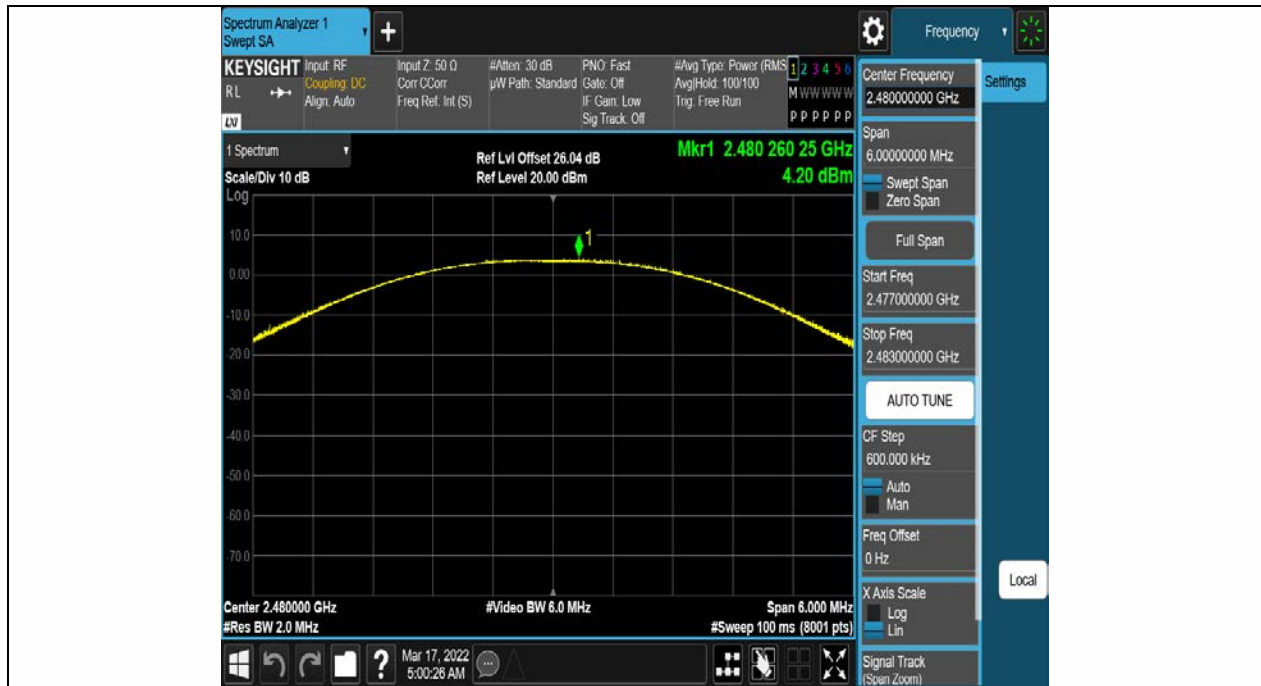 Spectrum Analyzer 1
Swept SA
+
Frequency
KEYSIGHT
RL
LXI
Input: RF
Coupling: DC
Align: Auto
Input Z: 50 Ω
Corr CCorr
Freq Ref: Int (S)
#Atten: 30 dB
µW Path: Standard
PNO: Fast
Gate: Off
IF Gain: Low
Sig Track: Off
#Avg Type: Power (RMS
Avg|Hold: 100/100
Trig: Free Run
1 2 3 4 5 6
M W W W W W
P P P P P P
1 Spectrum
Scale/Div 10 dB
Ref Lvl Offset 26.04 dB
Ref Level 20.00 dBm
Mkr1 2.480 260 25 GHz
4.20 dBm
Log
1
10.0
0.00
-10.0
-20.0
-30.0
-40.0
-50.0
-60.0
-70.0
Center 2.480000 GHz
#Res BW 2.0 MHz
#Video BW 6.0 MHz
Span 6.000 MHz
#Sweep 100 ms (8001 pts)
?
Mar 17, 2022
5:00:26 AM
Center Frequency
2.480000000 GHz
Settings
Span
6.00000000 MHz
Swept Span
Zero Span
Full Span
Start Freq
2.477000000 GHz
Stop Freq
2.483000000 GHz
AUTO TUNE
CF Step
600.000 kHz
Auto
Man
Freq Offset
0 Hz
X Axis Scale
Log
Lin
Local
Signal Track
(Span Zoom)